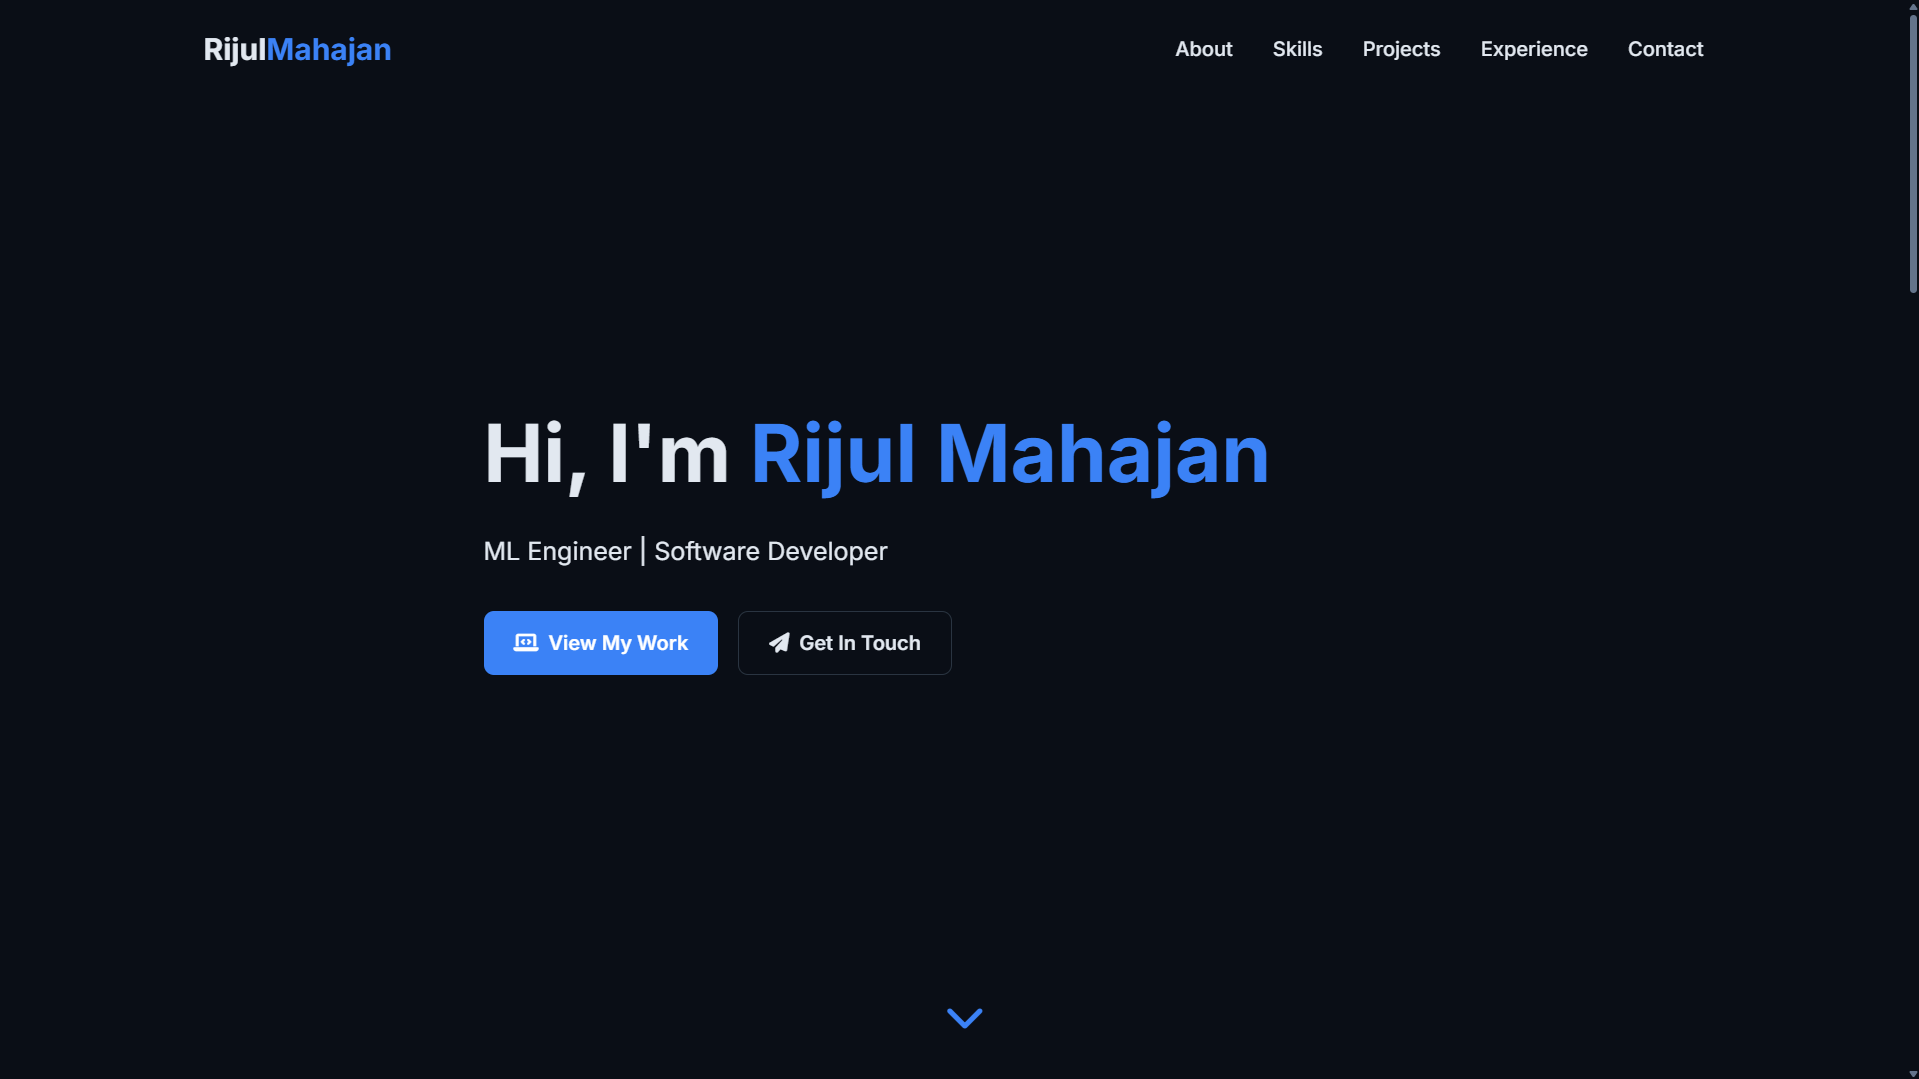 RijulMahajan
About Skills Projects Experience Contact
Hi, I'm Rijul Mahajan
ML Engineer | Software Developer
View My Work
Get In Touch